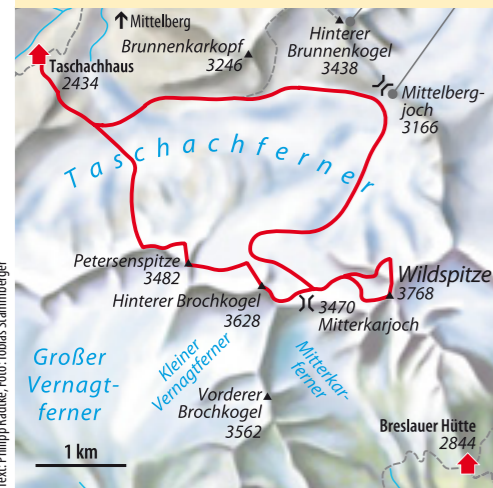 Mittelberg
Brunnenkarkopf
3246
Hinterer
Brunnenkogel
3438
Taschachhaus
2434
Mittelberg-
joch
3166
Taschachferner
Petersenspitze
3482
Hinterer Brochkogel
3628
Wildspitze
3768
3470
Mitterkarjoch
Großer
Vernagt-
ferner
Kleiner
Vernagtferner
Mitterkar-
ferner
Vorderer
Brochkogel
3562
Breslauer Hütte
2844
1 km
Text: Philipp Radtke, Foto: Tobias Stammberger